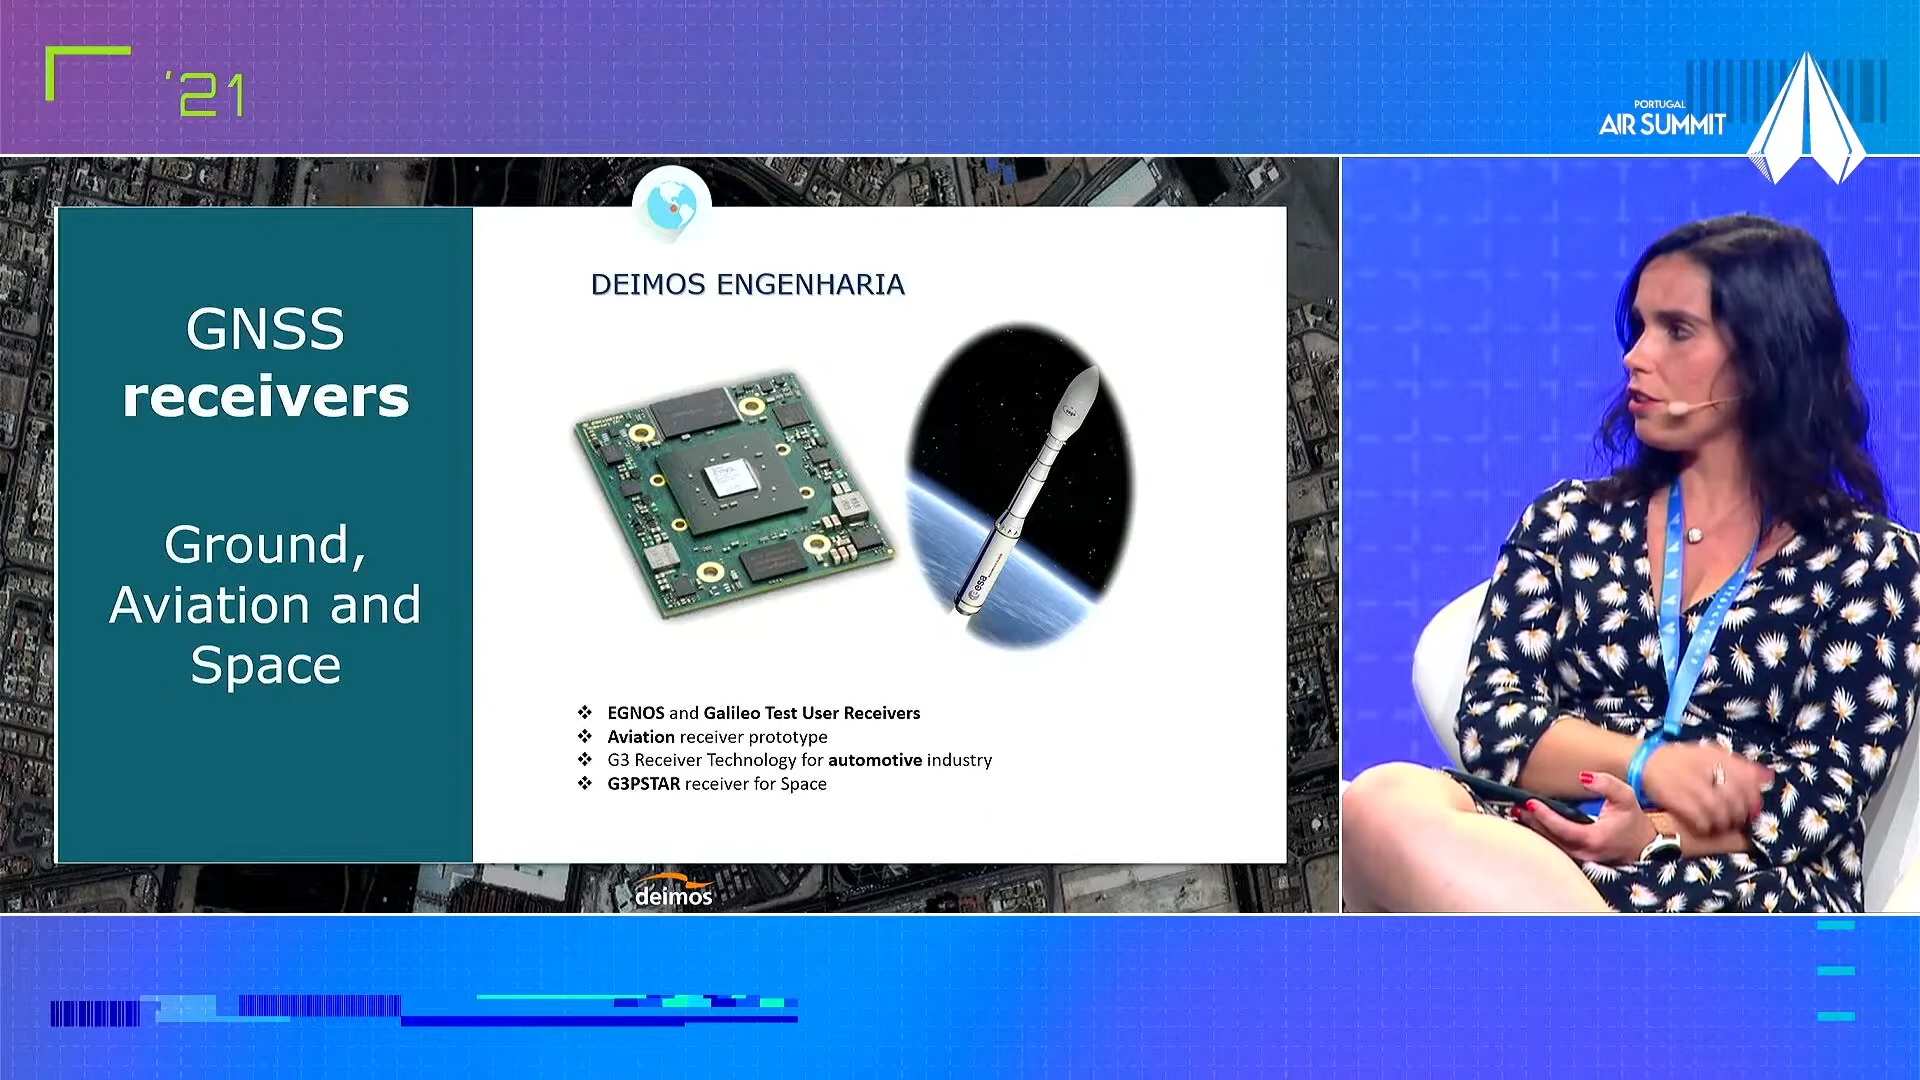 '21
PORTUGAL
AIR SUMMIT
GNSS
receivers
Ground,
Aviation and
Space
DEIMOS ENGENHARIA
esa
❖ EGNOS and Galileo Test User Receivers
❖ Aviation receiver prototype
❖ G3 Receiver Technology for automotive industry
❖ G3PSTAR receiver for Space
deimos